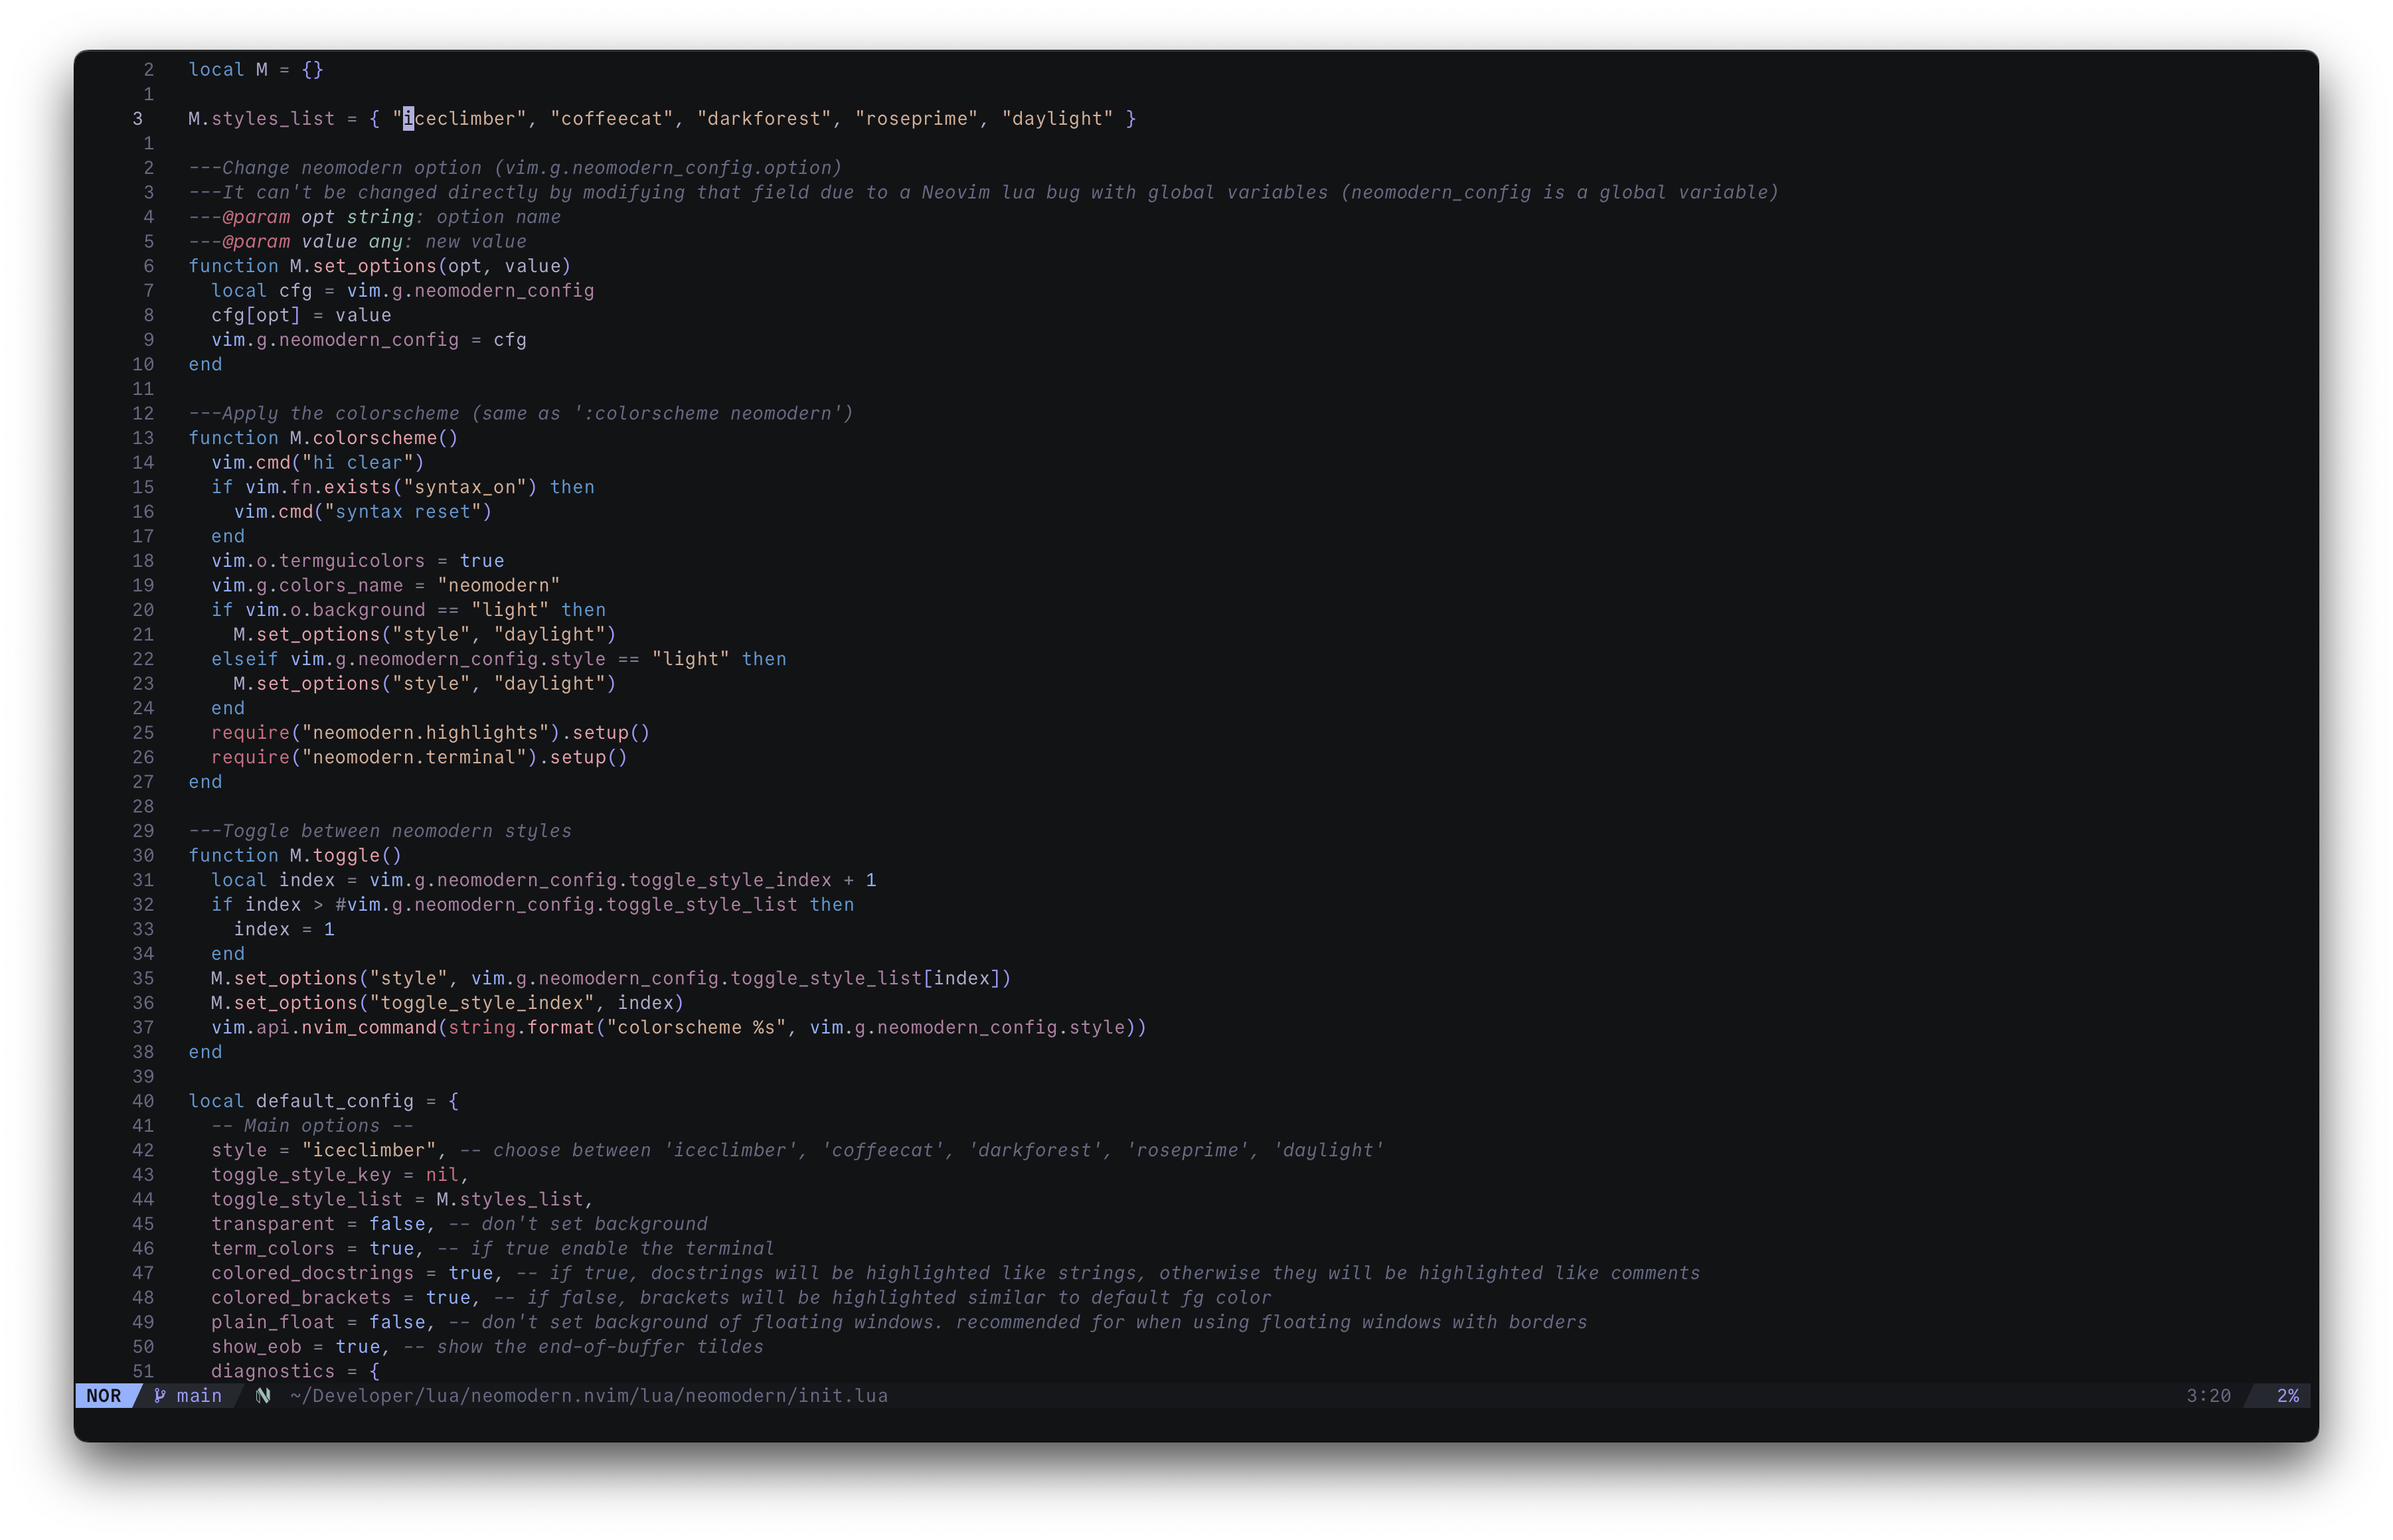 2 local M = {}
1
3 M.styles_list = { "iceclimber", "coffeecat", "darkforest", "roseprime", "daylight" }
1
2 ---Change neomodern option (vim.g.neomodern_config.option)
3 ---It can't be changed directly by modifying that field due to a Neovim lua bug with global variables (neomodern_config is a global variable)
4 ---@param opt string: option name
5 ---@param value any: new value
6 function M.set_options(opt, value)
7   local cfg = vim.g.neomodern_config
8   cfg[opt] = value
9   vim.g.neomodern_config = cfg
10 end
11
12 ---Apply the colorscheme (same as ':colorscheme neomodern')
13 function M.colorscheme()
14   vim.cmd("hi clear")
15   if vim.fn.exists("syntax_on") then
16     vim.cmd("syntax reset")
17   end
18   vim.o.termguicolors = true
19   vim.g.colors_name = "neomodern"
20   if vim.o.background == "light" then
21     M.set_options("style", "daylight")
22   elseif vim.g.neomodern_config.style == "light" then
23     M.set_options("style", "daylight")
24   end
25   require("neomodern.highlights").setup()
26   require("neomodern.terminal").setup()
27 end
28
29 ---Toggle between neomodern styles
30 function M.toggle()
31   local index = vim.g.neomodern_config.toggle_style_index + 1
32   if index > #vim.g.neomodern_config.toggle_style_list then
33     index = 1
34   end
35   M.set_options("style", vim.g.neomodern_config.toggle_style_list[index])
36   M.set_options("toggle_style_index", index)
37   vim.api.nvim_command(string.format("colorscheme %s", vim.g.neomodern_config.style))
38 end
39
40 local default_config = {
41   -- Main options --
42   style = "iceclimber", -- choose between 'iceclimber', 'coffeecat', 'darkforest', 'roseprime', 'daylight'
43   toggle_style_key = nil,
44   toggle_style_list = M.styles_list,
45   transparent = false, -- don't set background
46   term_colors = true, -- if true enable the terminal
47   colored_docstrings = true, -- if true, docstrings will be highlighted like strings, otherwise they will be highlighted like comments
48   colored_brackets = true, -- if false, brackets will be highlighted similar to default fg color
49   plain_float = false, -- don't set background of floating windows. recommended for when using floating windows with borders
50   show_eob = true, -- show the end-of-buffer tildes
51   diagnostics = {
NOR main ~/Developer/lua/neomodern.nvim/lua/neomodern/init.lua 3:20 2%